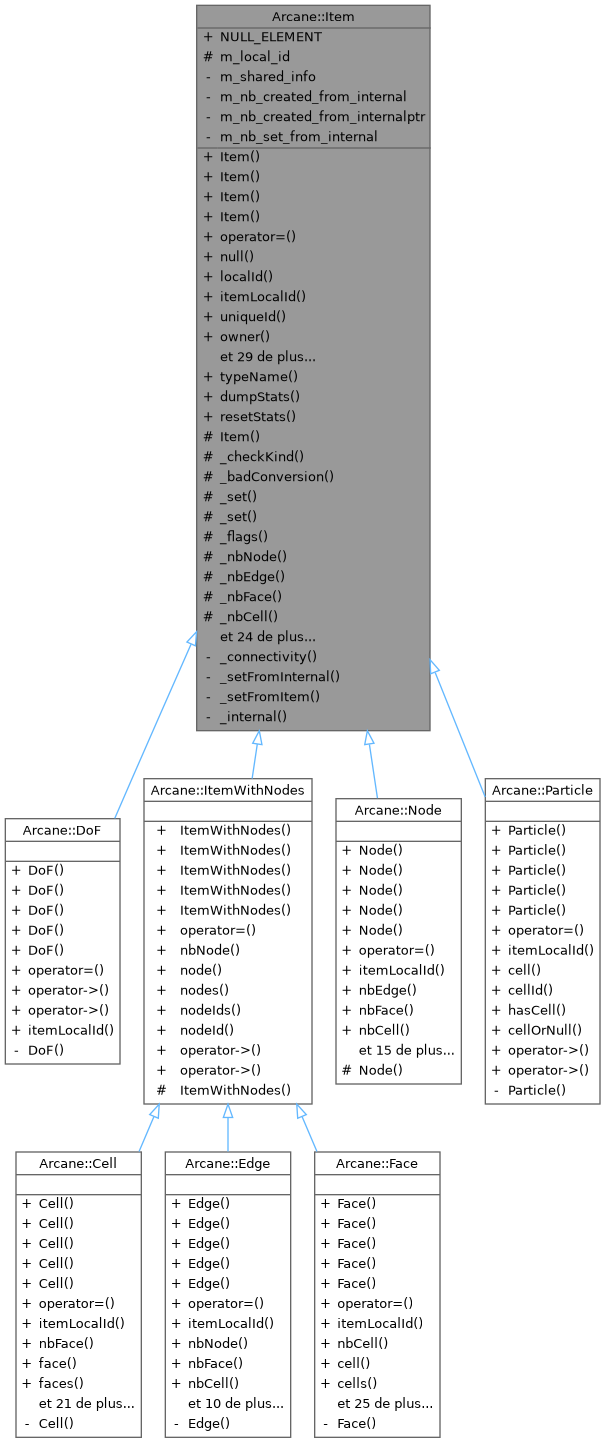 Arcane::Item
+ NULL_ELEMENT
# m_local_id
- m_shared_info
- m_nb_created_from_internal
- m_nb_created_from_internalptr
- m_nb_set_from_internal
+ Item()
+ Item()
+ Item()
+ Item()
+ operator=()
+ null()
+ localId()
+ itemLocalId()
+ uniqueId()
+ owner()
et 29 de plus...
+ typeName()
+ dumpStats()
+ resetStats()
# Item()
# _checkKind()
# _badConversion()
# _set()
# _set()
# _flags()
# _nbNode()
# _nbEdge()
# _nbFace()
# _nbCell()
et 24 de plus...
- _connectivity()
- _setFromInternal()
- _setFromItem()
- _internal()
Arcane::DoF
+ DoF()
+ DoF()
+ DoF()
+ DoF()
+ DoF()
+ operator=()
+ operator->()
+ operator->()
+ itemLocalId()
- DoF()
Arcane::ItemWithNodes
+ ItemWithNodes()
+ ItemWithNodes()
+ ItemWithNodes()
+ ItemWithNodes()
+ ItemWithNodes()
+ operator=()
+ nbNode()
+ node()
+ nodes()
+ nodeIds()
+ nodeId()
+ operator->()
+ operator->()
# ItemWithNodes()
Arcane::Node
+ Node()
+ Node()
+ Node()
+ Node()
+ Node()
+ operator=()
+ itemLocalId()
+ nbEdge()
+ nbFace()
+ nbCell()
et 15 de plus...
# Node()
Arcane::Particle
+ Particle()
+ Particle()
+ Particle()
+ Particle()
+ Particle()
+ operator=()
+ itemLocalId()
+ cell()
+ cellId()
+ hasCell()
+ cellOrNull()
+ operator->()
+ operator->()
- Particle()
Arcane::Cell
+ Cell()
+ Cell()
+ Cell()
+ Cell()
+ Cell()
+ operator=()
+ itemLocalId()
+ nbFace()
+ face()
+ faces()
et 21 de plus...
- Cell()
Arcane::Edge
+ Edge()
+ Edge()
+ Edge()
+ Edge()
+ Edge()
+ operator=()
+ itemLocalId()
+ nbNode()
+ nbFace()
+ nbCell()
et 10 de plus...
- Edge()
Arcane::Face
+ Face()
+ Face()
+ Face()
+ Face()
+ Face()
+ operator=()
+ itemLocalId()
+ nbCell()
+ cell()
+ cells()
et 25 de plus...
- Face()